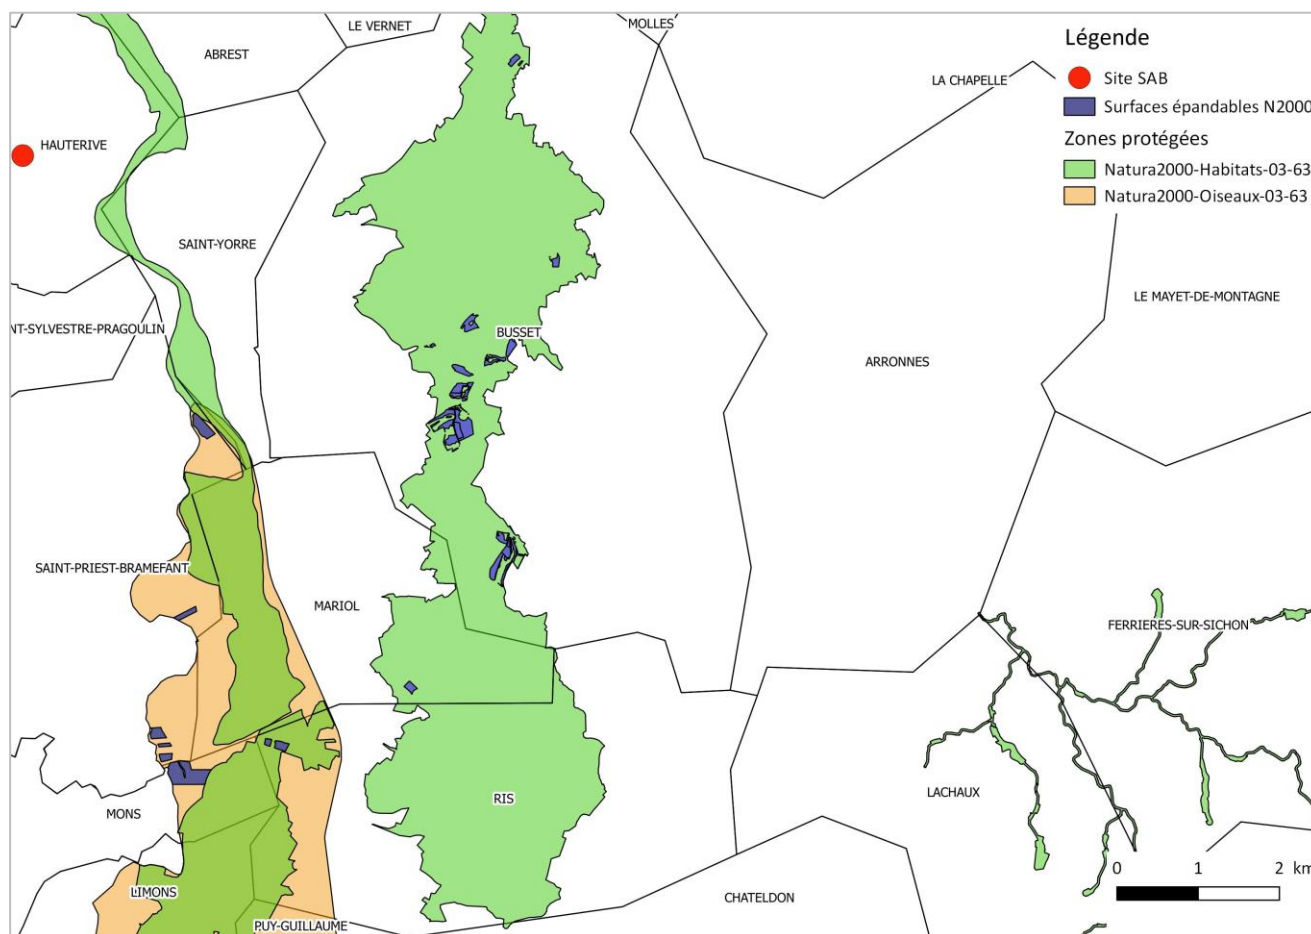 LE VERNET
MOLLES
ABREST
LA CHAPELLE
HAUTERIVE
SAINT-YORRE
LE MAYET-DE-MONTAGNE
NT-SYLVESTRE-PRAGOULIN
BUSSET
ARRONNES
SAINT-PRIEST-BRAMEFANT
MARIOL
FERRIERES-SUR-SICHON
LACHAUX
RIS
MONS
LIMONS
CHATELDON
PUY-GUILLAUME
Légende
Site SAB
Surfaces épandables N2000
Zones protégées
Natura2000-Habitats-03-63
Natura2000-Oiseaux-03-63
0 1 2 km